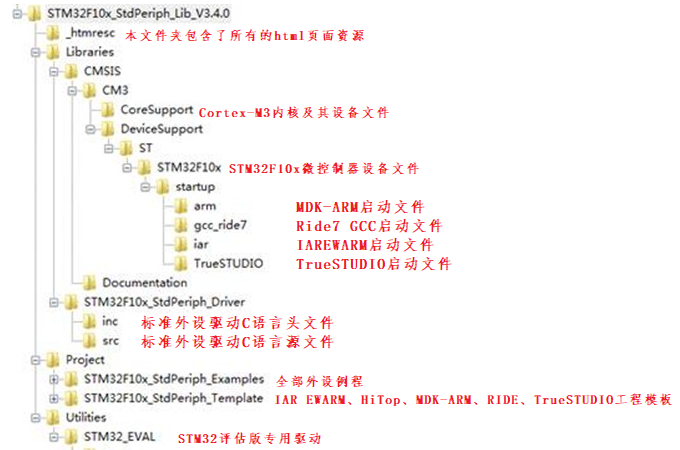 STM32F10x_StdPeriph_Lib_V3.4.0
_htmresc 本文件夹包含了所有的html页面资源
Libraries
CMSIS
CM3
CoreSupport Cortex-M3内核及其设备文件
DeviceSupport
ST
STM32F10x STM32F10x微控制器设备文件
startup
arm MDK-ARM启动文件
gcc_ride7 Ride7 GCC启动文件
iar IAREWARM启动文件
TrueSTUDIO TrueSTUDIO启动文件
Documentation
STM32F10x_StdPeriph_Driver
inc 标准外设驱动C语言头文件
src 标准外设驱动C语言源文件
Project
STM32F10x_StdPeriph_Examples 全部外设例程
STM32F10x_StdPeriph_Template IAR EWARM、HiTop、MDK-ARM、RIDE、TrueSTUDIO工程模板
Utilities
STM32_EVAL STM32评估版专用驱动